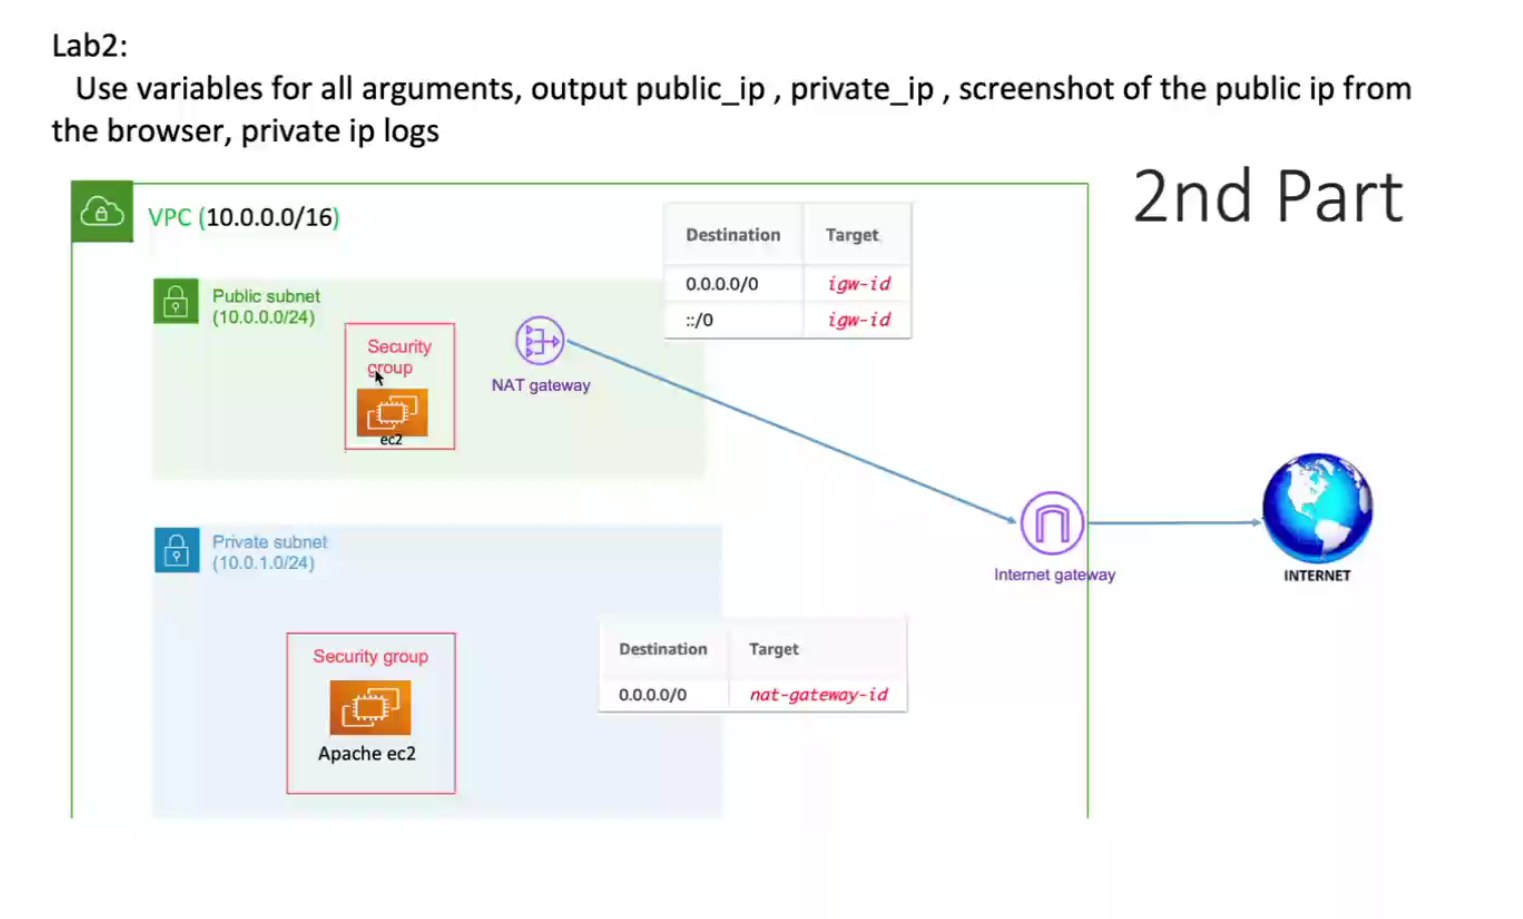 Lab2:
Use variables for all arguments, output public_ip , private_ip , screenshot of the public ip from
the browser, private ip logs
2nd Part
VPC (10.0.0.0/16)
Destination Target
0.0.0.0/0 igw-id
::/0 igw-id
Public subnet
(10.0.0.0/24)
Security
group
ec2
NAT gateway
Internet gateway
INTERNET
Private subnet
(10.0.1.0/24)
Security group
Apache ec2
Destination Target
0.0.0.0/0 nat-gateway-id